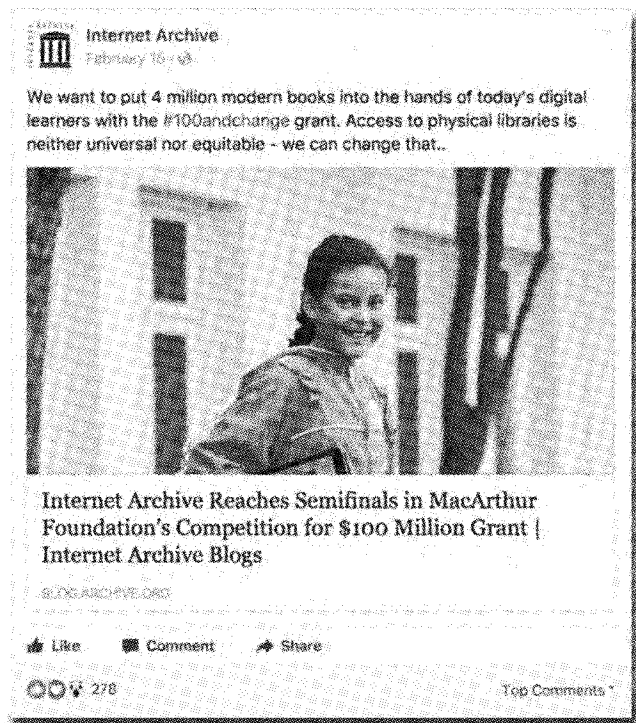 Internet Archive
February 15
We want to put 4 million modern books into the hands of today's digital
learners with the #100andchange grant. Access to physical libraries is
neither universal nor equitable - we can change that..
Internet Archive Reaches Semifinals in MacArthur
Foundation's Competition for $100 Million Grant |
Internet Archive Blogs
BLOG.ARCHIVE.ORG
Like Comment Share
278 Top Comments